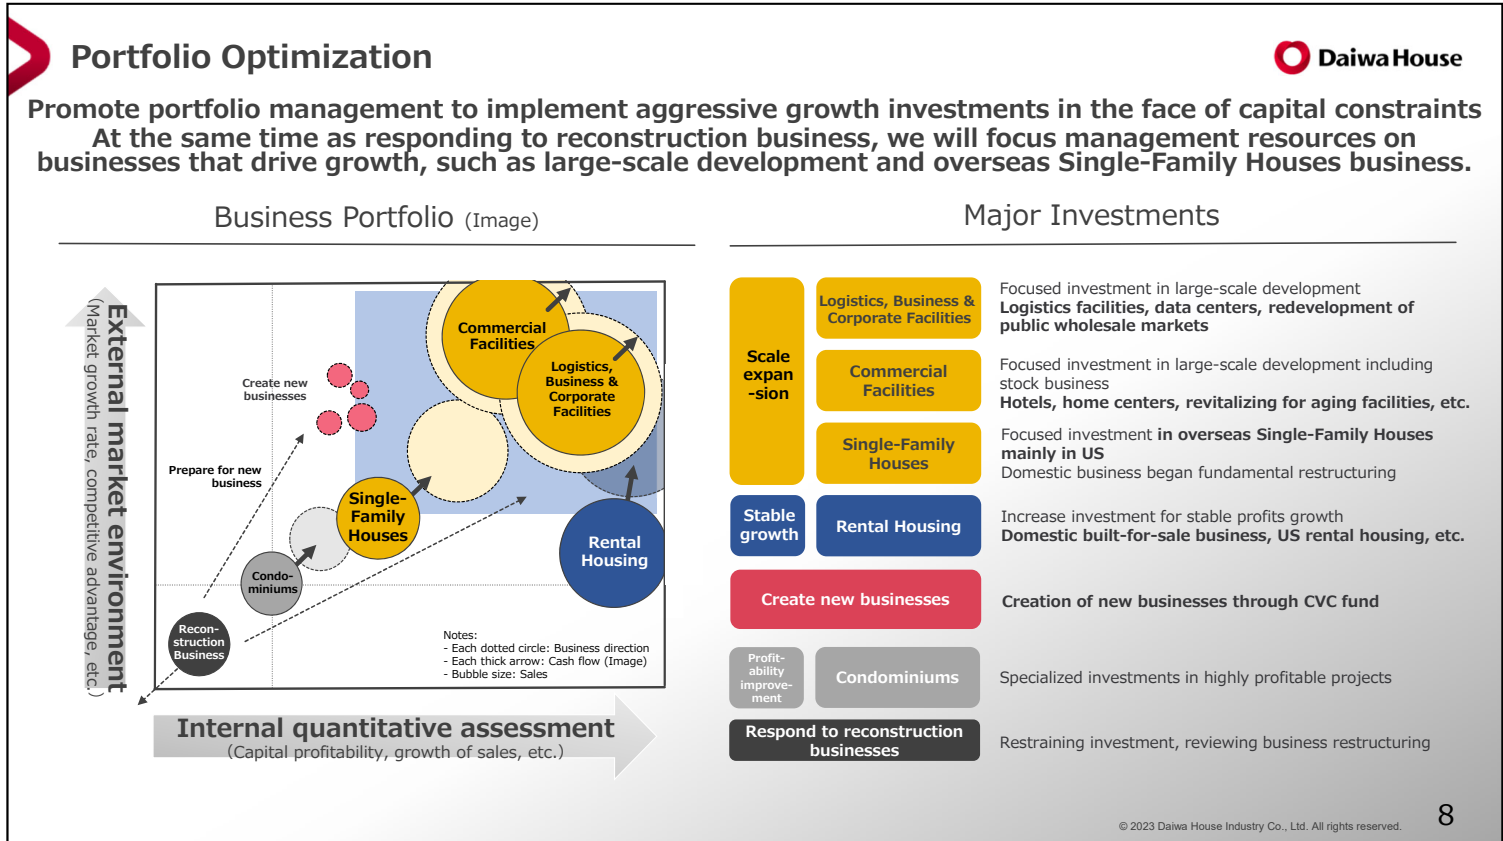 Portfolio Optimization
Daiwa House
Promote portfolio management to implement aggressive growth investments in the face of capital constraints
At the same time as responding to reconstruction business, we will focus management resources on
businesses that drive growth, such as large-scale development and overseas Single-Family Houses business.
Business Portfolio (Image)
External market environment
(Market growth rate, competitive advantage, etc.)
Commercial
Facilities
Logistics,
Business &
Corporate
Facilities
Create new
businesses
Prepare for new
business
Single-
Family
Houses
Rental
Housing
Condo-
miniums
Recon-
struction
Business
Notes:
- Each dotted circle: Business direction
- Each thick arrow: Cash flow (Image)
- Bubble size: Sales
Internal quantitative assessment
(Capital profitability, growth of sales, etc.)
Major Investments
Scale
expan
-sion
Logistics, Business &
Corporate Facilities
Focused investment in large-scale development
Logistics facilities, data centers, redevelopment of
public wholesale markets
Commercial
Facilities
Focused investment in large-scale development including
stock business
Hotels, home centers, revitalizing for aging facilities, etc.
Single-Family
Houses
Focused investment in overseas Single-Family Houses
mainly in US
Domestic business began fundamental restructuring
Stable
growth
Rental Housing
Increase investment for stable profits growth
Domestic built-for-sale business, US rental housing, etc.
Create new businesses
Creation of new businesses through CVC fund
Profit-
ability
improve-
ment
Condominiums
Specialized investments in highly profitable projects
Respond to reconstruction
businesses
Restraining investment, reviewing business restructuring
© 2023 Daiwa House Industry Co., Ltd. All rights reserved.
8